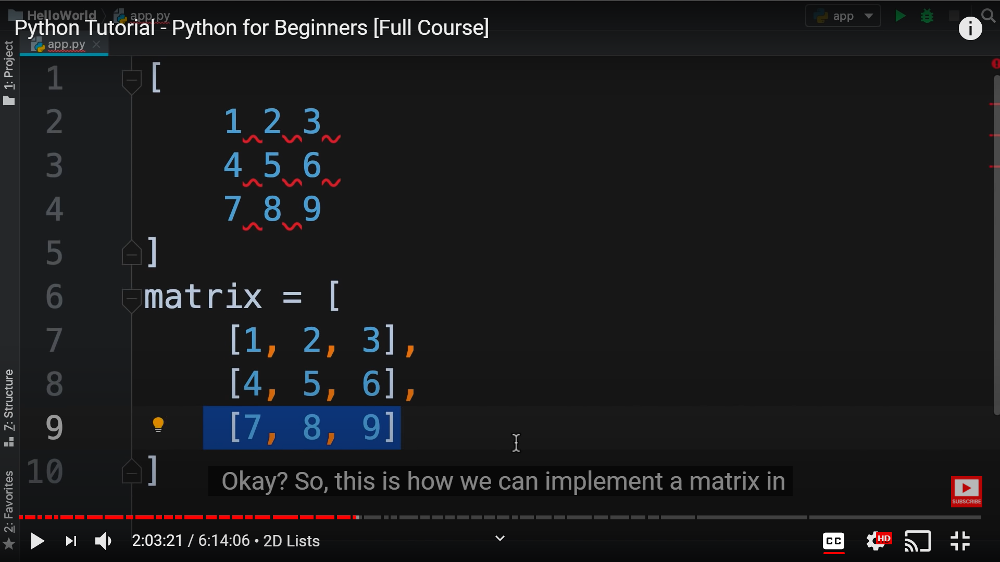 HelloWorld app.py
Python Tutorial - Python for Beginners [Full Course]
app
i
app.py
1: Project
7: Structure
2: Favorites
1 [
2 1 2 3
3 4 5 6
4 7 8 9
5 ]
6 matrix = [
7 [1, 2, 3],
8 [4, 5, 6],
9 [7, 8, 9]
10 ]
Okay? So, this is how we can implement a matrix in
SUBSCRIBE
2:03:21 / 6:14:06 • 2D Lists
CC
HD